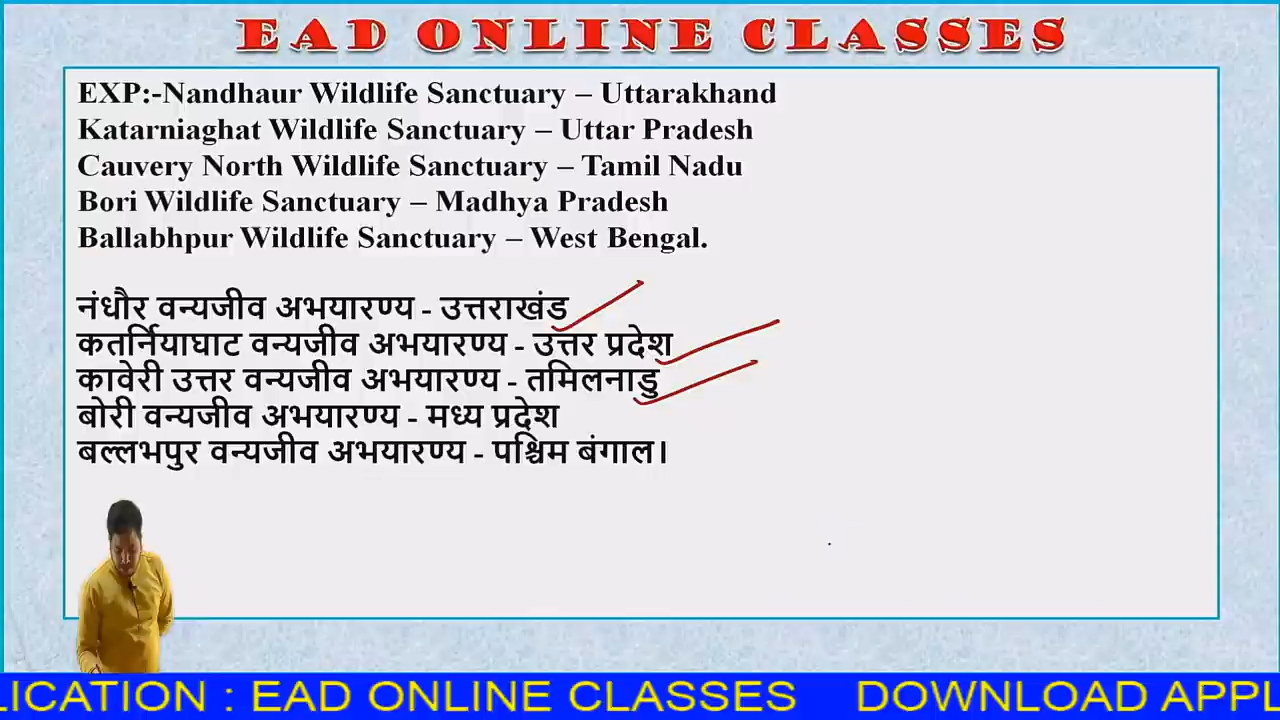 EAD ONLINE CLASSES
EXP:-Nandhaur Wildlife Sanctuary – Uttarakhand
Katarniaghat Wildlife Sanctuary – Uttar Pradesh
Cauvery North Wildlife Sanctuary – Tamil Nadu
Bori Wildlife Sanctuary – Madhya Pradesh
Ballabhpur Wildlife Sanctuary – West Bengal.
नंधौर वन्यजीव अभयारण्य - उत्तराखंड
कतर्नियाघाट वन्यजीव अभयारण्य - उत्तर प्रदेश
कावेरी उत्तर वन्यजीव अभयारण्य - तमिलनाडु
बोरी वन्यजीव अभयारण्य - मध्य प्रदेश
बल्लभपुर वन्यजीव अभयारण्य - पश्चिम बंगाल।
LICATION : EAD ONLINE CLASSES DOWNLOAD APPL